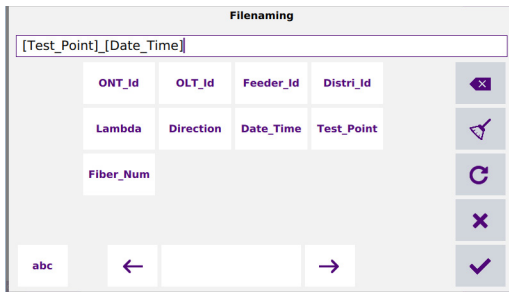 Filenaming
[Test_Point]_[Date_Time]
ONT_Id OLT_Id Feeder_Id Distri_Id
Lambda Direction Date_Time Test_Point
Fiber_Num
abc